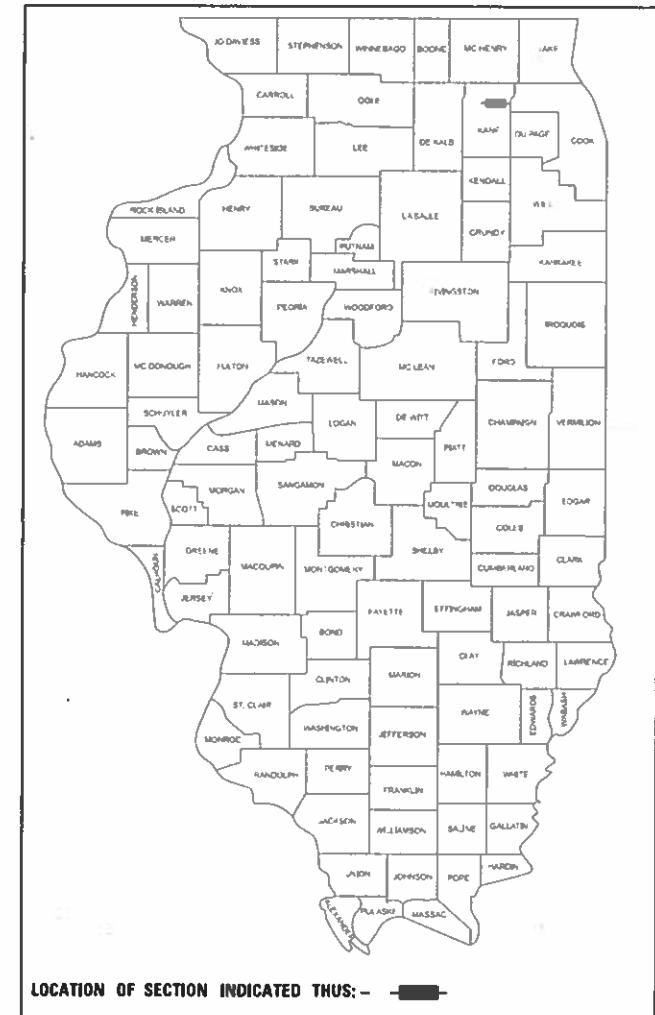 JO DAVIESS STEPHENSON WINNEBAGO BOONE MC HENRY LAKE
CARROLL OGLE DE KALB KANE DU PAGE COOK
WHITESIDE LEE
KENDALL
ROCK ISLAND HENRY BUREAU LA SALLE WILL
MERCER PUTNAM GRUNDY
STARK MARSHALL KANKAKEE
HENDERSON WARREN KNOX PEORIA WOODFORD LIVINGSTON
IROQUOIS
HANCOCK MC DONOUGH FULTON TAZEWELL MC LEAN FORD
MASON
SCHUYLER LOGAN DE WITT CHAMPAIGN VERMILION
ADAMS BROWN CASS MENARD PIATT
MACON
MORGAN SANGAMON DOUGLAS
PIKE SCOTT MOULTRIE EDGAR
CHRISTIAN COLES
GREENE SHELBY
CALHOUN MACOUPIN MONTGOMERY CUMBERLAND CLARK
JERSEY
FAYETTE EFFINGHAM JASPER CRAWFORD
MADISON BOND
CLAY RICHLAND LAWRENCE
CLINTON MARION
ST. CLAIR WAYNE EDWARDS WABASH
WASHINGTON JEFFERSON
MONROE
RANDOLPH PERRY HAMILTON WHITE
FRANKLIN
JACKSON WILLIAMSON SALINE GALLATIN
UNION JOHNSON POPE HARDIN
ALEXANDER PULASKI MASSAC
LOCATION OF SECTION INDICATED THUS: -